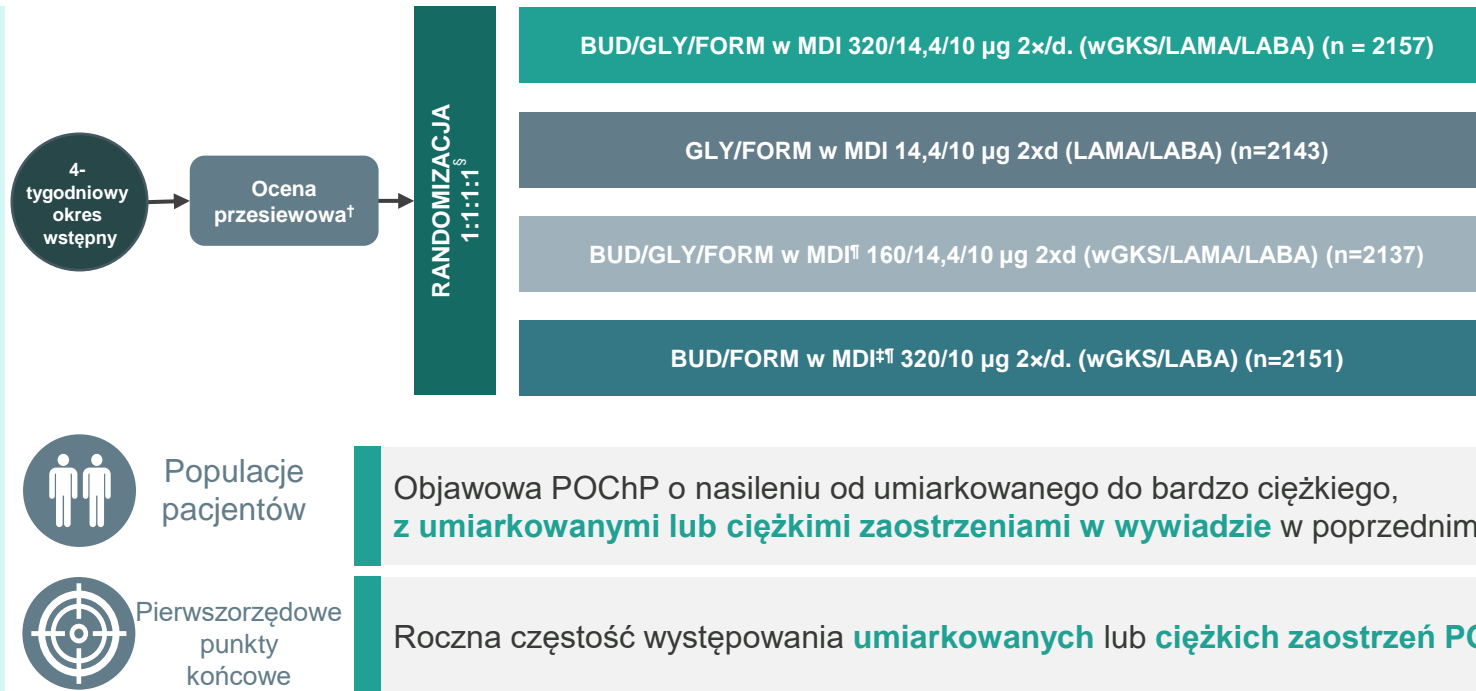 BUD/GLY/FORM w MDI 320/14,4/10 µg 2×/d. (wGKS/LAMA/LABA) (n = 2157)
GLY/FORM w MDI 14,4/10 µg 2xd (LAMA/LABA) (n=2143)
BUD/GLY/FORM w MDI¶ 160/14,4/10 µg 2xd (wGKS/LAMA/LABA) (n=2137)
BUD/FORM w MDI‡¶ 320/10 µg 2×/d. (wGKS/LABA) (n=2151)
4-
tygodniowy
okres
wstępny
Ocena
przesiewowa†
RANDOMIZACJA
1:1:1:1§
Populacje
pacjentów
Objawowa POChP o nasileniu od umiarkowanego do bardzo ciężkiego,
z umiarkowanymi lub ciężkimi zaostrzeniami w wywiadzie w poprzednim
Pierwszorzędowe
punkty
końcowe
Roczna częstość występowania umiarkowanych lub ciężkich zaostrzeń